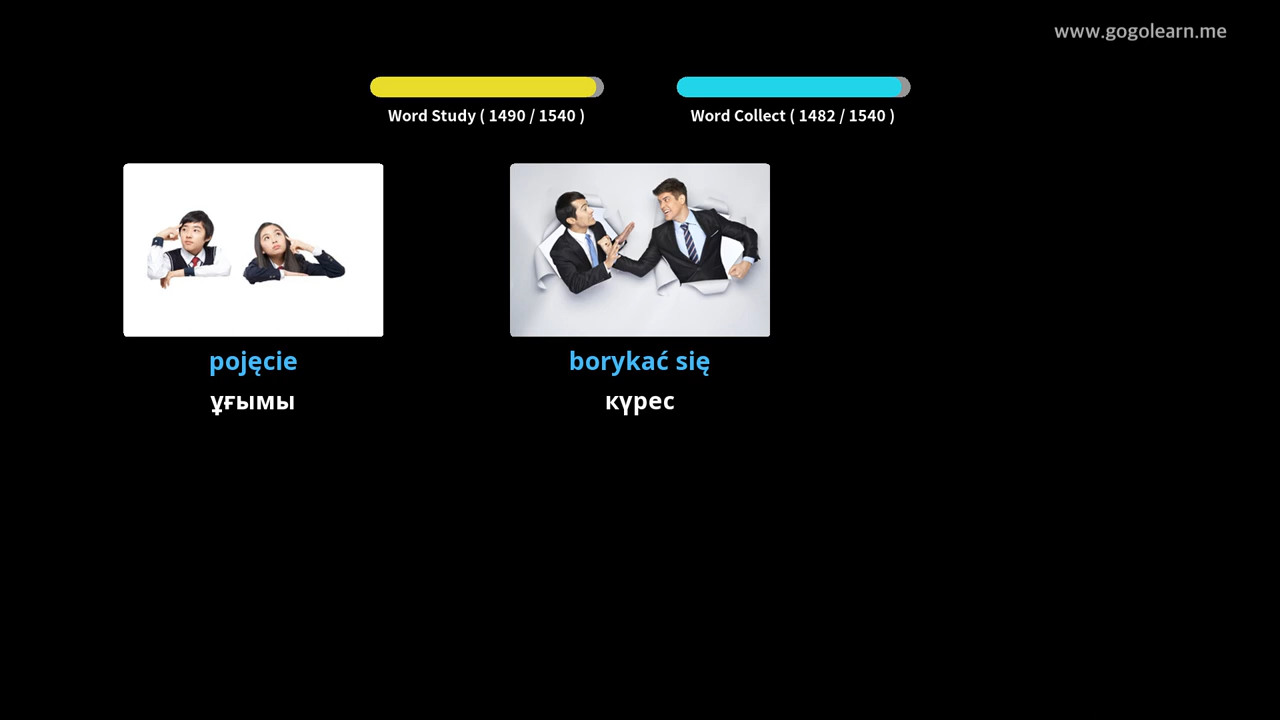 www.gogolearn.me
Word Study ( 1490 / 1540 )
Word Collect ( 1482 / 1540 )
pojęcie
ұғымы
borykać się
күрес